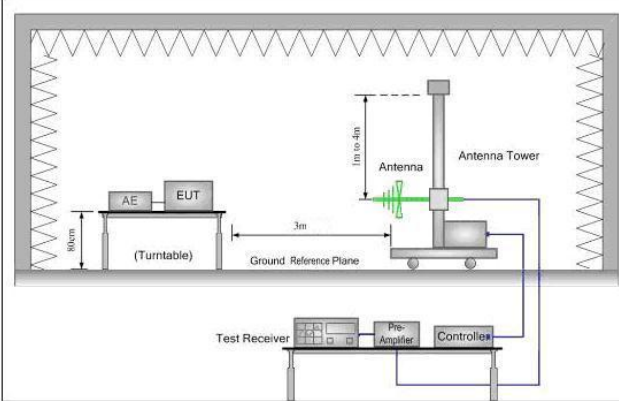 1m to 4m
Antenna
Antenna Tower
AE
EUT
80cm
(Turntable)
3m
Ground Reference Plane
Test Receiver
Pre-
Amplifier
Controller